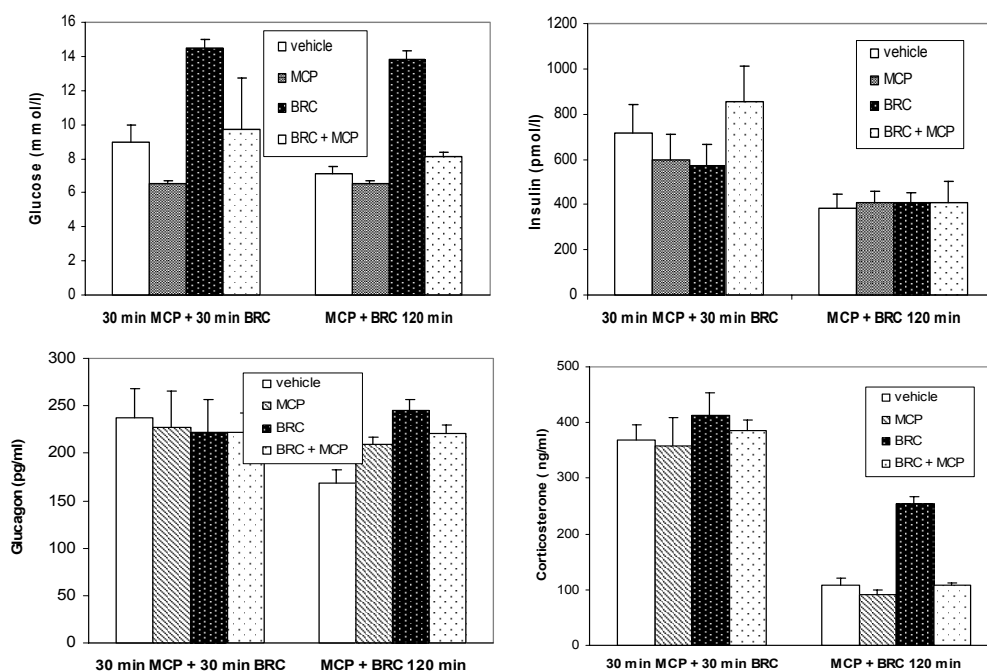 16
14
12
10
8
6
4
2
0
Glucose (mmol/l)
vehicle
MCP
BRC
BRC + MCP
30 min MCP + 30 min BRC
MCP + BRC 120 min
1200
1000
800
600
400
200
0
Insulin (pmol/l)
vehicle
MCP
BRC
BRC + MCP
30 min MCP + 30 min BRC
MCP + BRC 120 min
300
250
200
150
100
50
0
Glucagon (pg/ml)
vehicle
MCP
BRC
BRC + MCP
30 min MCP + 30 min BRC
MCP + BRC 120 min
500
400
300
200
100
0
Corticosterone ( ng/ml)
vehicle
MCP
BRC
BRC + MCP
30 min MCP + 30 min BRC
MCP + BRC 120 min